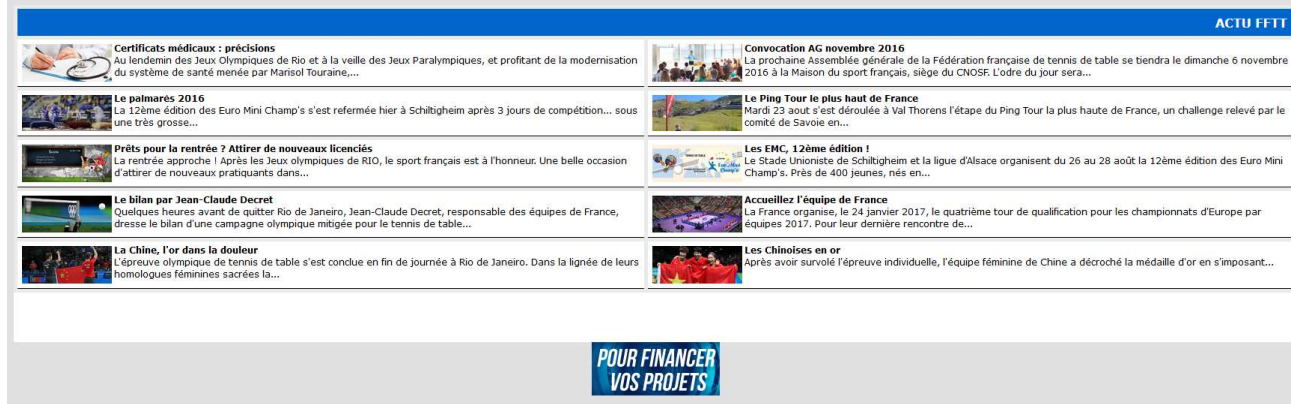 ACTU FFTT
Certificats médicaux : précisions
Au lendemin des Jeux Olympiques de Rio et à la veille des Jeux Paralympiques, et profitant de la modernisation
du système de santé menée par Marisol Touraine,...
Convocation AG novembre 2016
La prochaine Assemblée générale de la Fédération française de tennis de table se tiendra le dimanche 6 novembre
2016 à la Maison du sport français, siège du CNOSF. L'odre du jour sera...
Le palmarès 2016
La 12ème édition des Euro Mini Champ's s'est refermée hier à Schiltigheim après 3 jours de compétition... sous
une très grosse...
Le Ping Tour le plus haut de France
Mardi 23 aout s'est déroulée à Val Thorens l'étape du Ping Tour la plus haute de France, un challenge relevé par le
comité de Savoie en...
Prêts pour la rentrée ? Attirer de nouveaux licenciés
La rentrée approche ! Après les Jeux olympiques de RIO, le sport français est à l'honneur. Une belle occasion
d'attirer de nouveaux pratiquants dans...
Les EMC, 12ème édition !
Le Stade Unioniste de Schiltigheim et la ligue d'Alsace organisent du 26 au 28 août la 12ème édition des Euro Mini
Champ's. Près de 400 jeunes, nés en...
Le bilan par Jean-Claude Decret
Quelques heures avant de quitter Rio de Janeiro, Jean-Claude Decret, responsable des équipes de France,
dresse le bilan d'une campagne olympique mitigée pour le tennis de table...
Accueillez l'équipe de France
La France organise, le 24 janvier 2017, le quatrième tour de qualification pour les championnats d'Europe par
équipes 2017. Pour leur dernière rencontre de...
La Chine, l'or dans la douleur
L'épreuve olympique de tennis de table s'est conclue en fin de journée à Rio de Janeiro. Dans la lignée de leurs
homologues féminines sacrées la...
Les Chinoises en or
Après avoir survolé l'épreuve individuelle, l'équipe féminine de Chine a décroché la médaille d'or en s'imposant...
POUR FINANCER
VOS PROJETS